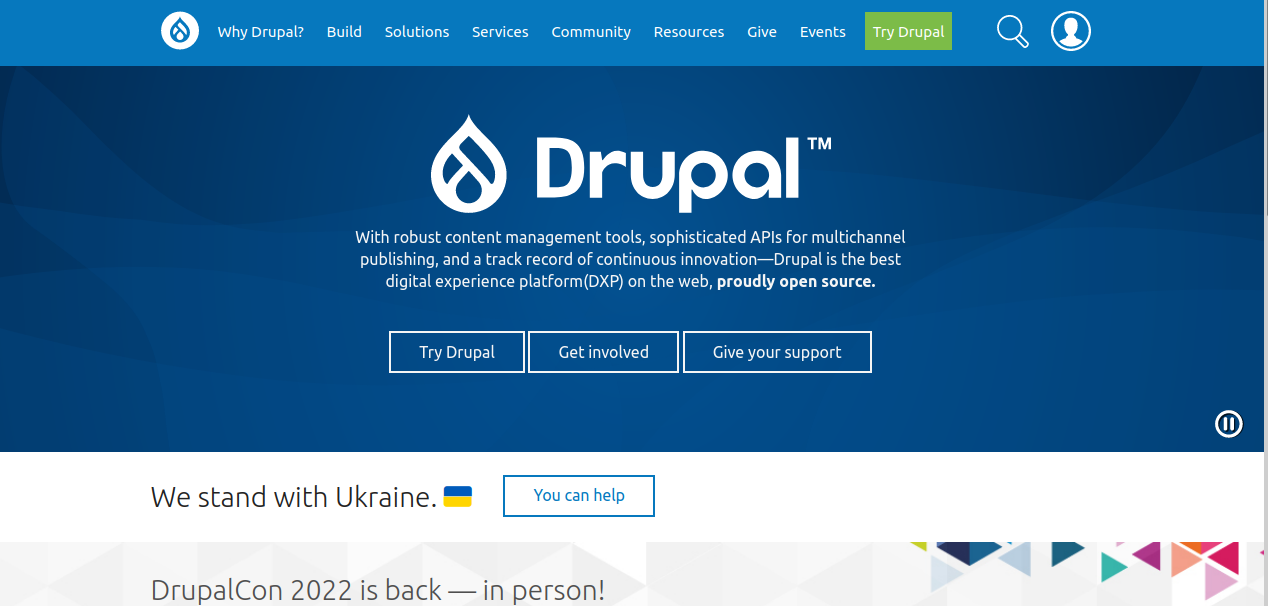 Why Drupal? Build Solutions Services Community Resources Give Events Try Drupal
Drupal™
With robust content management tools, sophisticated APIs for multichannel
publishing, and a track record of continuous innovation—Drupal is the best
digital experience platform(DXP) on the web, proudly open source.
Try Drupal Get involved Give your support
We stand with Ukraine. You can help
DrupalCon 2022 is back — in person!